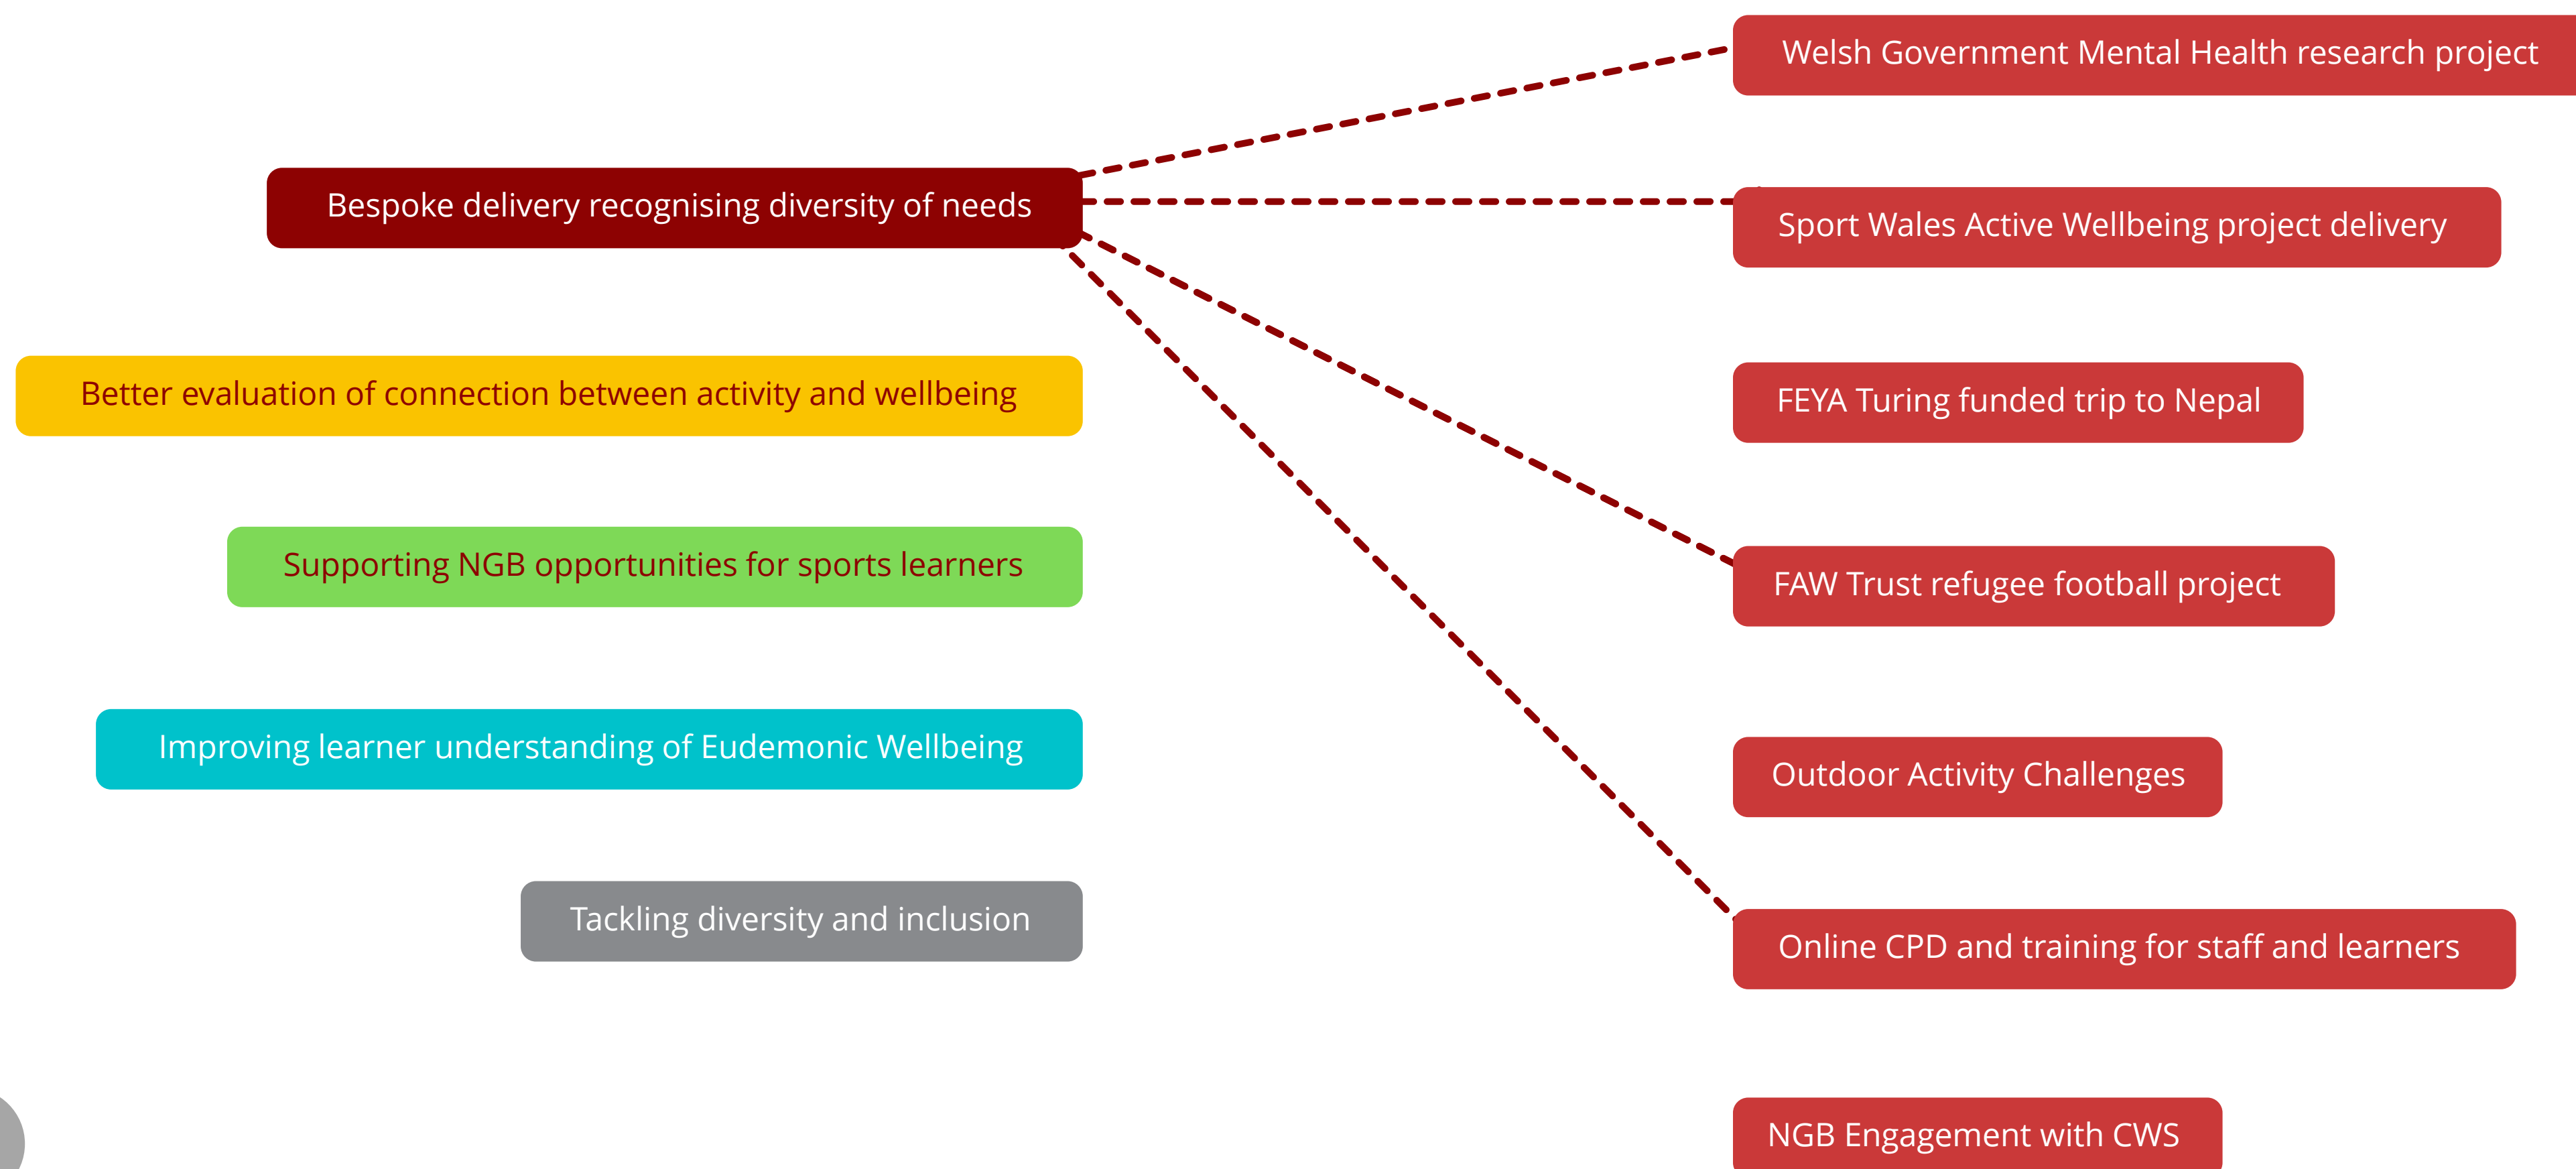 Bespoke delivery recognising diversity of needs
Better evaluation of connection between activity and wellbeing
Supporting NGB opportunities for sports learners
Improving learner understanding of Eudemonic Wellbeing
Tackling diversity and inclusion
Welsh Government Mental Health research project
Sport Wales Active Wellbeing project delivery
FEYA Turing funded trip to Nepal
FAW Trust refugee football project
Outdoor Activity Challenges
Online CPD and training for staff and learners
NGB Engagement with CWS